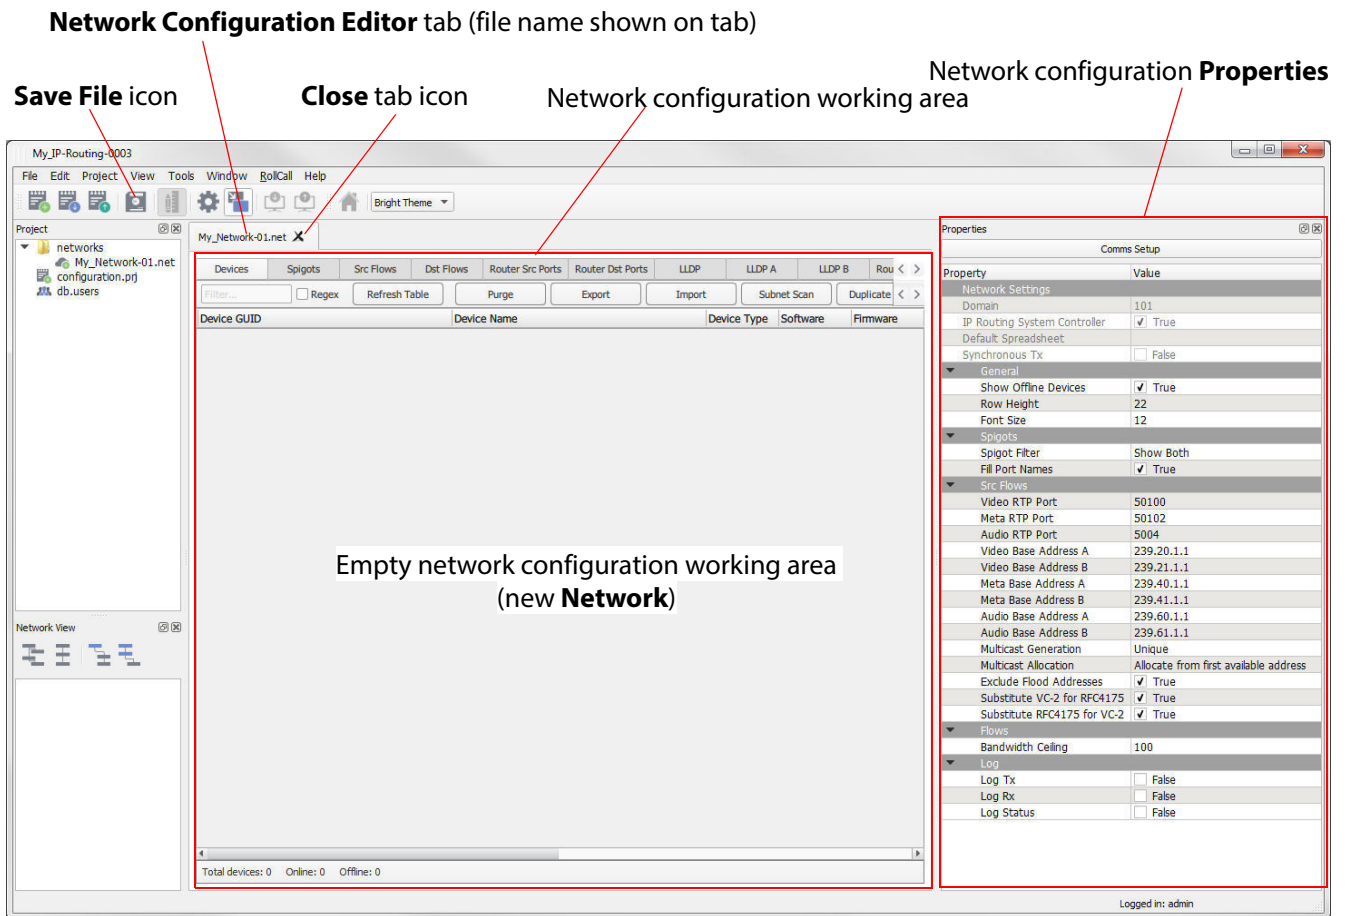 Network Configuration Editor tab (file name shown on tab)
Network configuration Properties
Save File icon
Close tab icon
Network configuration working area
My_IP-Routing-0003
File Edit Project View Tools Window RollCall Help
Bright Theme
Project
networks
My_Network-01.net
configuration.prj
db.users
My_Network-01.net
Devices Spigots Src Flows Dst Flows Router Src Ports Router Dst Ports LLDP LLDP A LLDP B Rou
Filter... Regex Refresh Table Purge Export Import Subnet Scan Duplicate
Device GUID Device Name Device Type Software Firmware
Empty network configuration working area
(new Network)
Total devices: 0 Online: 0 Offline: 0
Network View
Properties
Comms Setup
Property Value
Network Settings
Domain 101
IP Routing System Controller True
Default Spreadsheet
Synchronous Tx False
General
Show Offline Devices True
Row Height 22
Font Size 12
Spigots
Spigot Filter Show Both
Fill Port Names True
Src Flows
Video RTP Port 50100
Meta RTP Port 50102
Audio RTP Port 5004
Video Base Address A 239.20.1.1
Video Base Address B 239.21.1.1
Meta Base Address A 239.40.1.1
Meta Base Address B 239.41.1.1
Audio Base Address A 239.60.1.1
Audio Base Address B 239.61.1.1
Multicast Generation Unique
Multicast Allocation Allocate from first available address
Exclude Flood Addresses True
Substitute VC-2 for RFC4175 True
Substitute RFC4175 for VC-2 True
Flows
Bandwidth Ceiling 100
Log
Log Tx False
Log Rx False
Log Status False
Logged in: admin